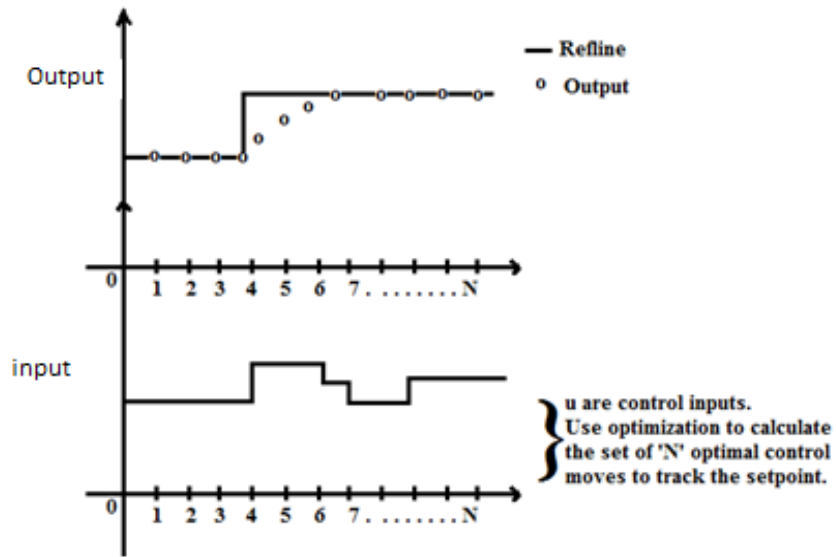 Output
Refline
o Output
0 1 2 3 4 5 6 7 . . . . . . . . N
input
u are control inputs.
Use optimization to calculate
the set of 'N' optimal control
moves to track the setpoint.
0 1 2 3 4 5 6 7 . . . . . . . . N